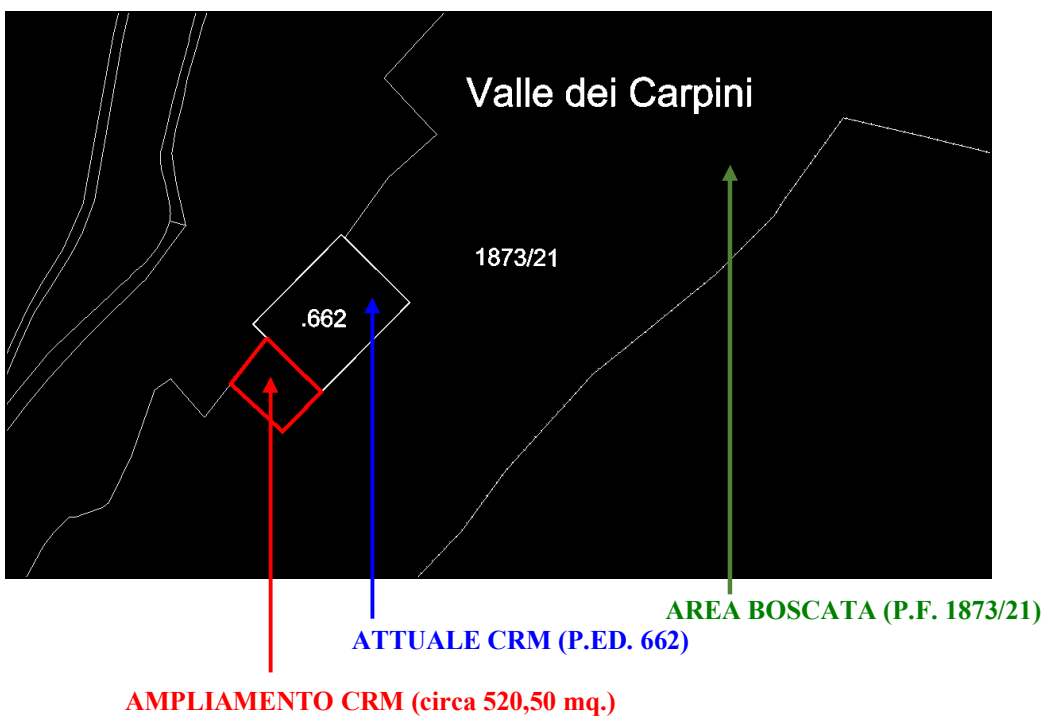 Valle dei Carpini
1873/21
.662
AREA BOSCATA (P.F. 1873/21)
ATTUALE CRM (P.ED. 662)
AMPLIAMENTO CRM (circa 520,50 mq.)